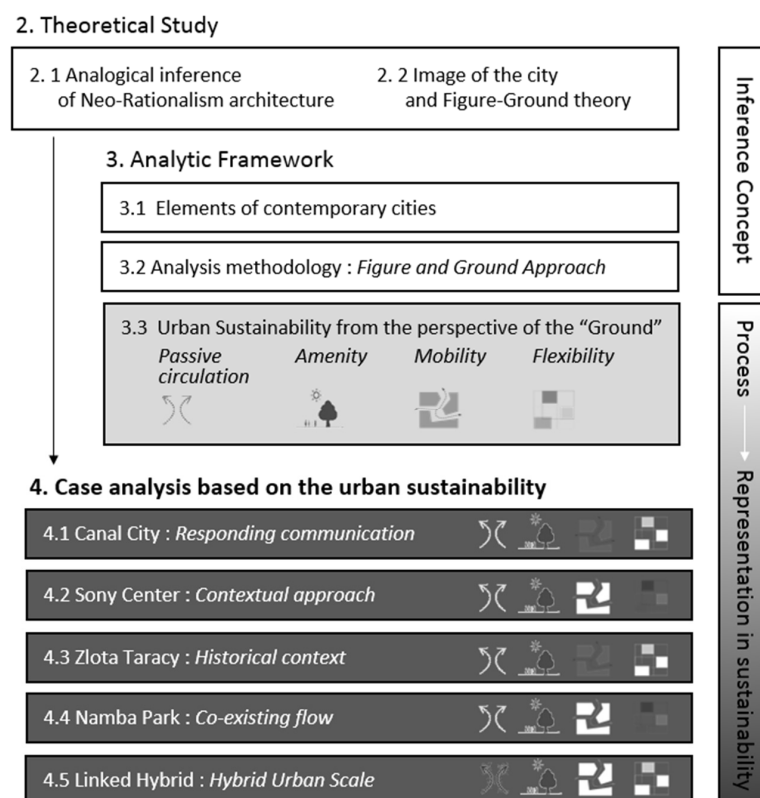 2. Theoretical Study
2. 1 Analogical inference
of Neo-Rationalism architecture
2. 2 Image of the city
and Figure-Ground theory
3. Analytic Framework
3.1 Elements of contemporary cities
3.2 Analysis methodology : Figure and Ground Approach
3.3 Urban Sustainability from the perspective of the “Ground”
Passive
circulation
Amenity
Mobility
Flexibility
4. Case analysis based on the urban sustainability
4.1 Canal City : Responding communication
4.2 Sony Center : Contextual approach
4.3 Zlota Taracy : Historical context
4.4 Namba Park : Co-existing flow
4.5 Linked Hybrid : Hybrid Urban Scale
Inference Concept
Process
Representation in sustainability